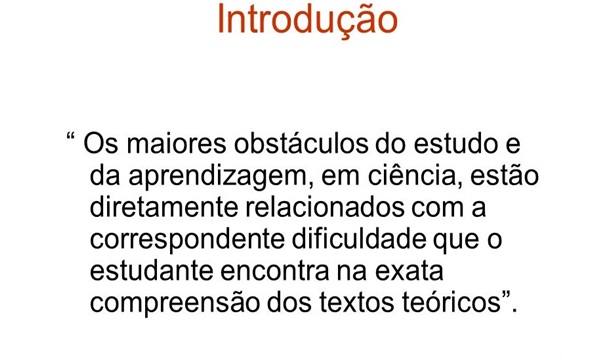 Introdução
“ Os maiores obstáculos do estudo e
da aprendizagem, em ciência, estão
diretamente relacionados com a
correspondente dificuldade que o
estudante encontra na exata
compreensão dos textos teóricos”.